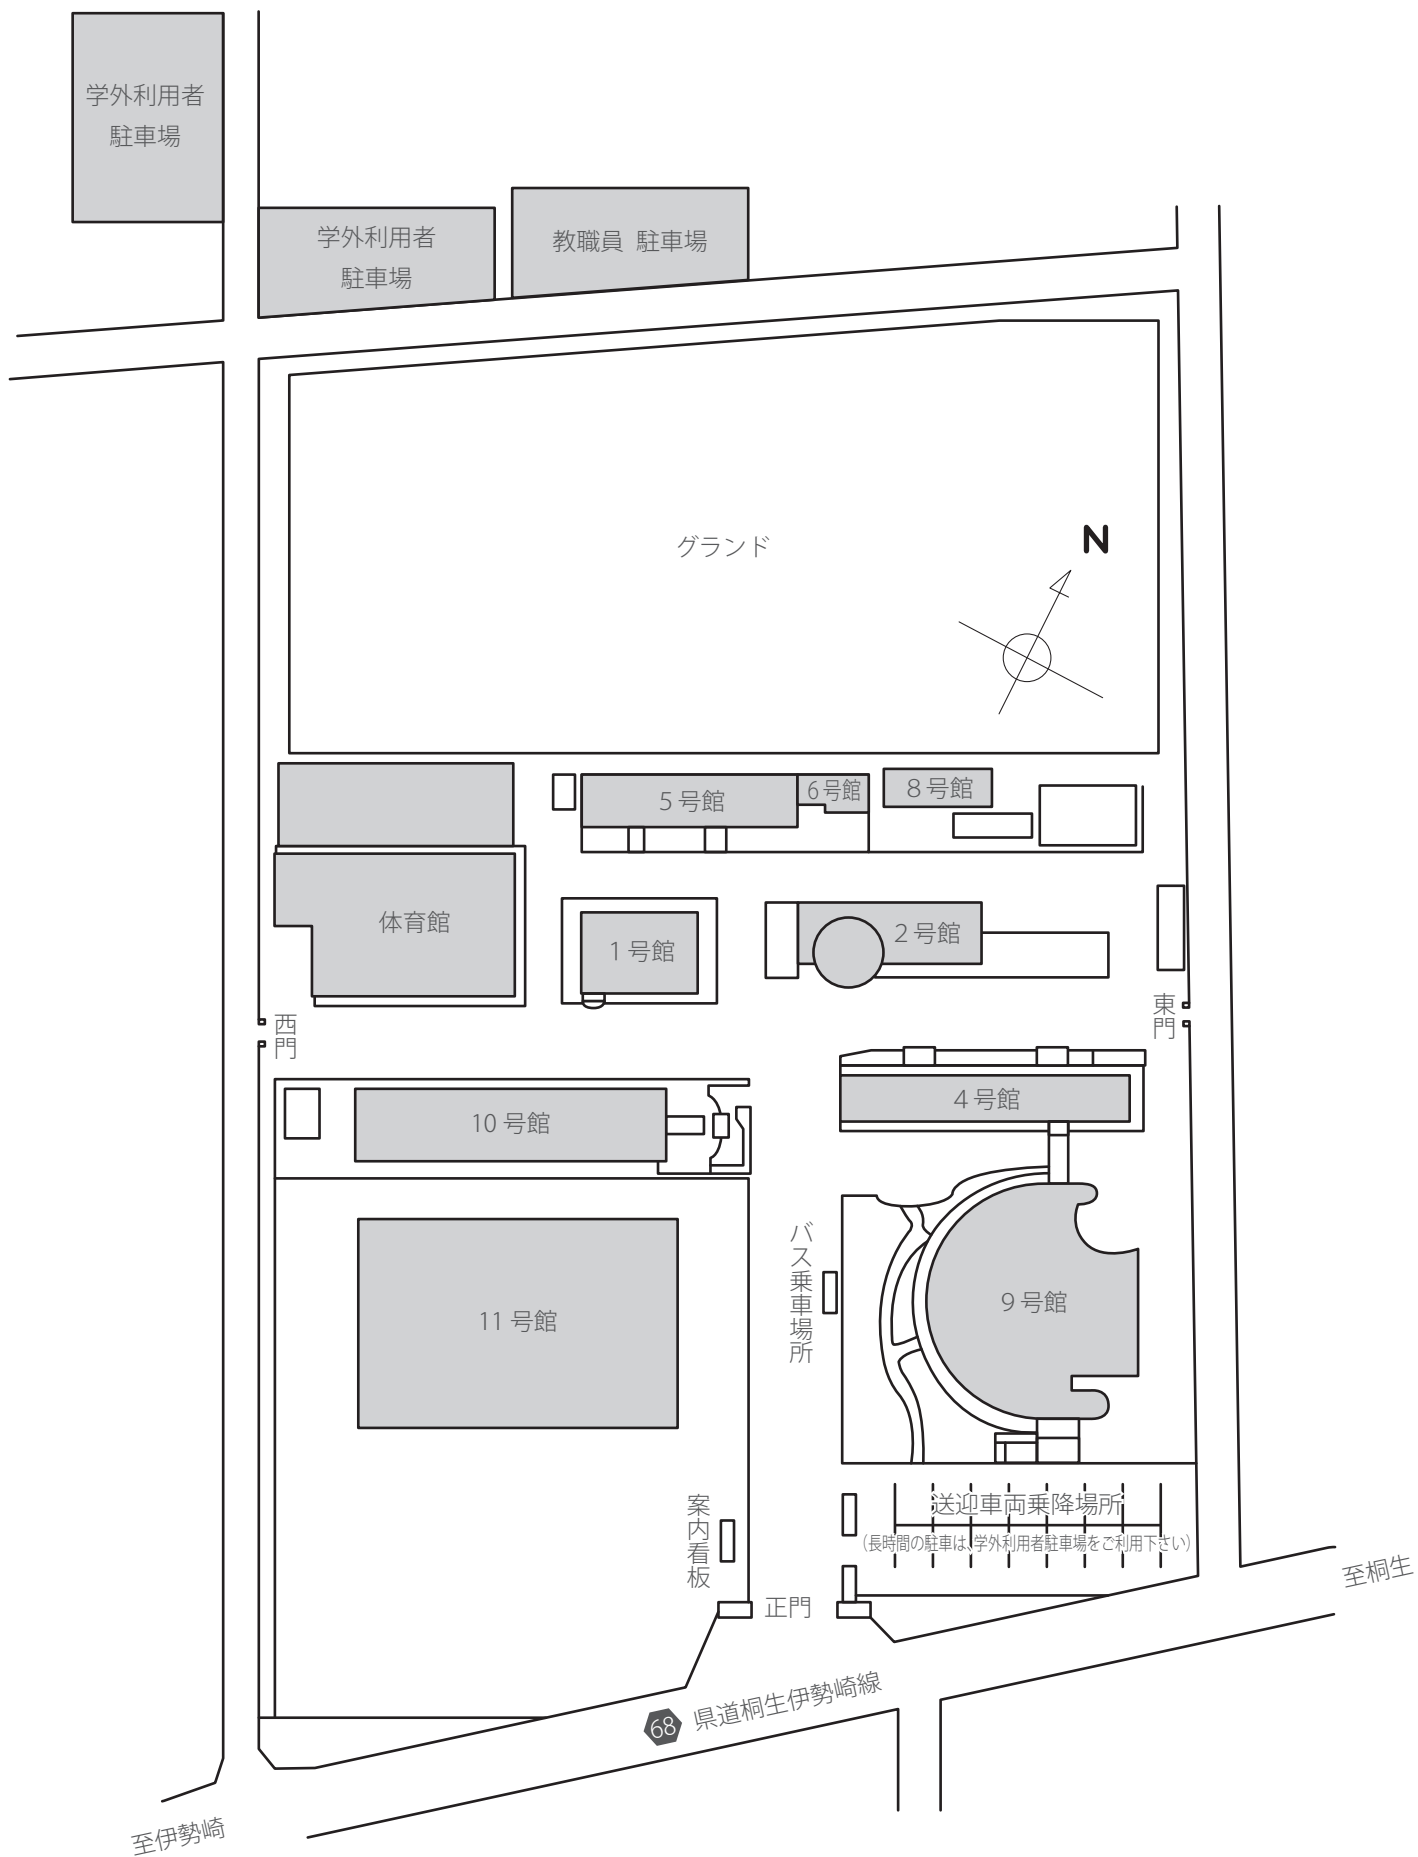 学外利用者
駐車場
学外利用者
駐車場
教職員 駐車場
グランド
N
5号館
6号館
8号館
体育館
1号館
2号館
西門
東門
10号館
4号館
バス乗車場所
11号館
9号館
案内看板
送迎車両乗降場所
(長時間の駐車は、学外利用者駐車場をご利用下さい)
正門
至桐生
68 県道桐生伊勢崎線
至伊勢崎